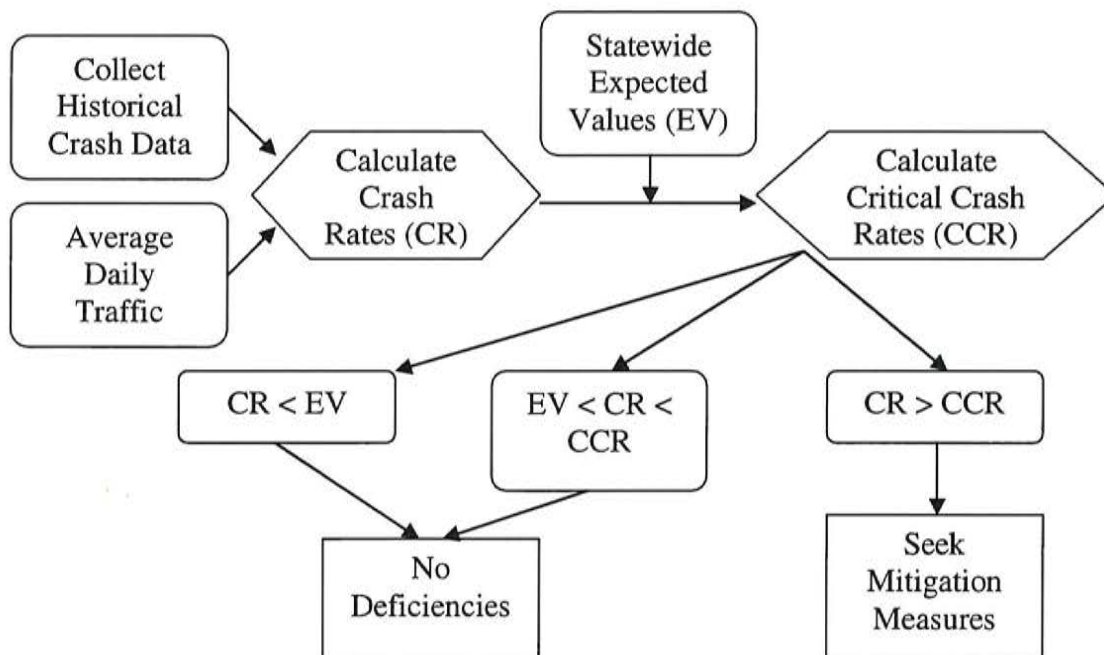 Collect
Historical
Crash Data
Statewide
Expected
Values (EV)
Calculate
Crash
Rates (CR)
Calculate
Critical Crash
Rates (CCR)
Average
Daily
Traffic
CR < EV
EV < CR <
CCR
CR > CCR
No
Deficiencies
Seek
Mitigation
Measures